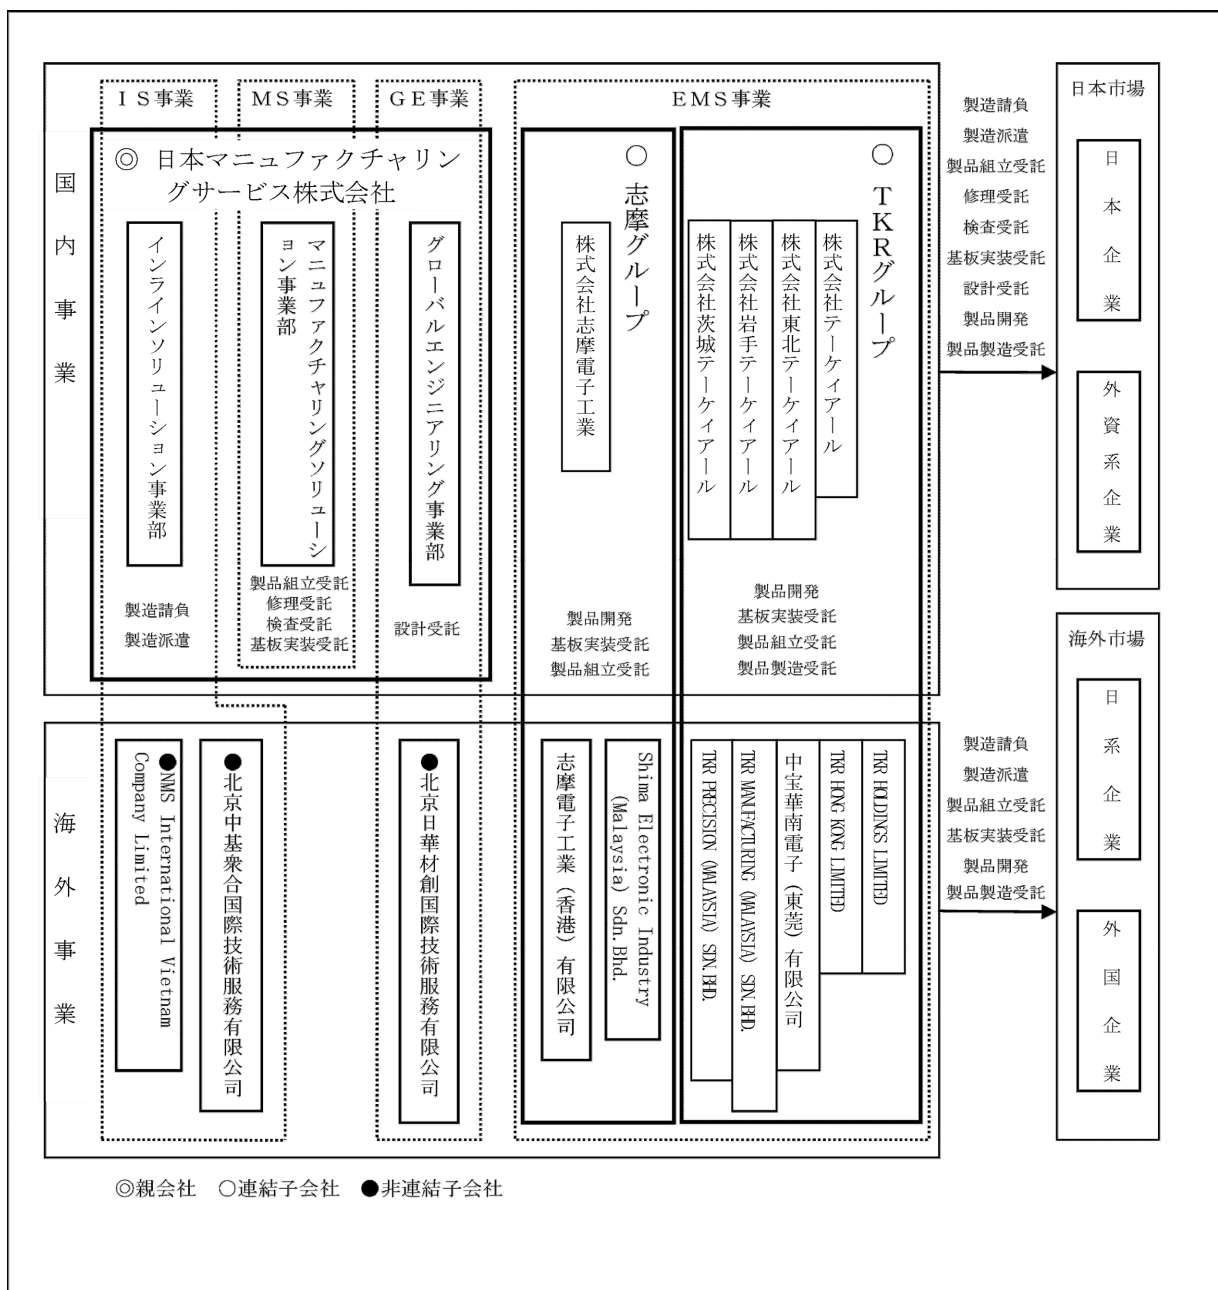 ＩＳ事業
ＭＳ事業
ＧＥ事業
ＥＭＳ事業
国内事業
◎ 日本マニュファクチャリン
グサービス株式会社
インラインソリューション事業部
マニュファクチャリングソリューシ
ョン事業部
グローバルエンジニアリング事業部
製造請負
製造派遣
製品組立受託
修理受託
検査受託
基板実装受託
設計受託
○ 志摩グループ
株式会社志摩電子工業
製品開発
基板実装受託
製品組立受託
○ ＴＫＲグループ
株式会社テーケィアール
株式会社東北テーケィアール
株式会社岩手テーケィアール
株式会社茨城テーケィアール
製品開発
基板実装受託
製品組立受託
製品製造受託
製造請負
製造派遣
製品組立受託
修理受託
検査受託
基板実装受託
設計受託
製品開発
製品製造受託
日本市場
日本企業
外資系企業
海外事業
●NMS International Vietnam
Company Limited
●北京中基衆合国際技術服務有限公司
●北京日華材創国際技術服務有限公司
志摩電子工業（香港）有限公司
Shima Electronic Industry
(Malaysia) Sdn.Bhd.
TKR PRECISION (MALAYSIA) SDN.BHD.
TKR MANUFACTURING (MALAYSIA) SDN.BHD.
中宝華南電子（東莞）有限公司
TKR HONG KONG LIMITED
TKR HOLDINGS LIMITED
製造請負
製造派遣
製品組立受託
基板実装受託
製品開発
製品製造受託
海外市場
日系企業
外国企業
◎親会社 ○連結子会社 ●非連結子会社